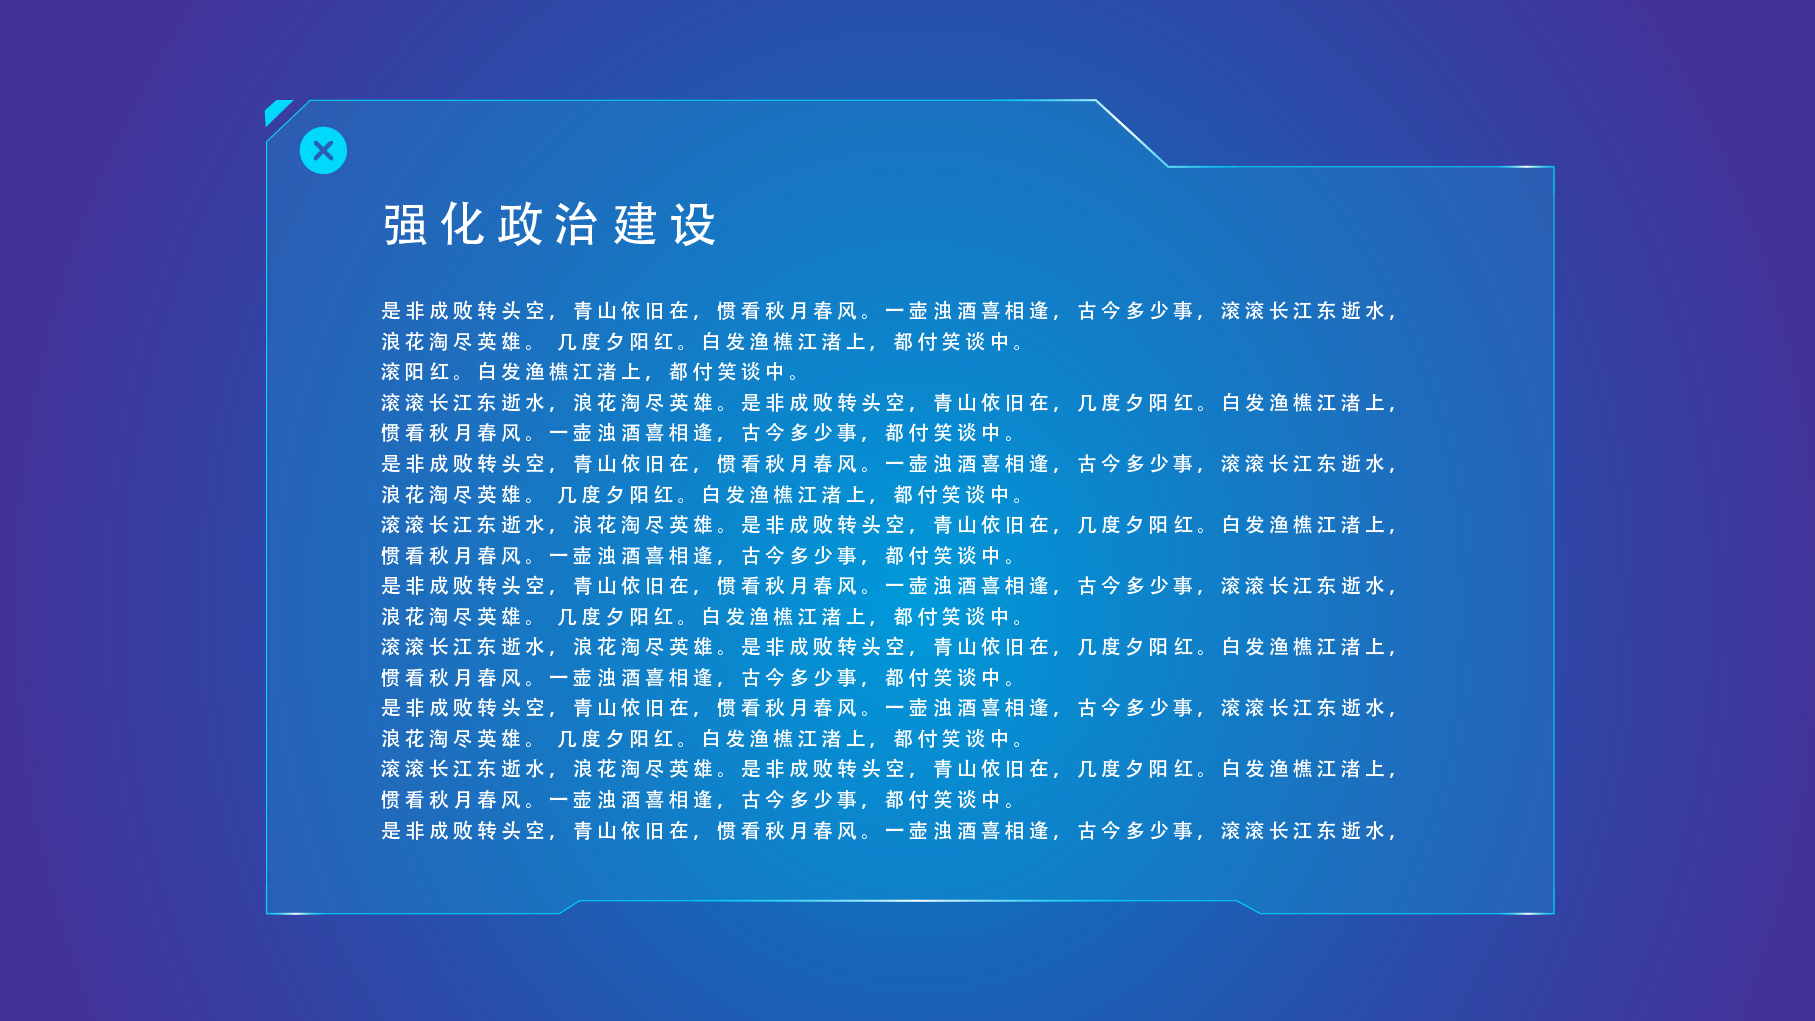 强化政治建设
是非成败转头空，青山依旧在，惯看秋月春风。一壶浊酒喜相逢，古今多少事，滚滚长江东逝水，
浪花淘尽英雄。 几度夕阳红。白发渔樵江渚上，都付笑谈中。
滚阳红。白发渔樵江渚上，都付笑谈中。
滚滚长江东逝水，浪花淘尽英雄。是非成败转头空，青山依旧在，几度夕阳红。白发渔樵江渚上，
惯看秋月春风。一壶浊酒喜相逢，古今多少事，都付笑谈中。
是非成败转头空，青山依旧在，惯看秋月春风。一壶浊酒喜相逢，古今多少事，滚滚长江东逝水，
浪花淘尽英雄。 几度夕阳红。白发渔樵江渚上，都付笑谈中。
滚滚长江东逝水，浪花淘尽英雄。是非成败转头空，青山依旧在，几度夕阳红。白发渔樵江渚上，
惯看秋月春风。一壶浊酒喜相逢，古今多少事，都付笑谈中。
是非成败转头空，青山依旧在，惯看秋月春风。一壶浊酒喜相逢，古今多少事，滚滚长江东逝水，
浪花淘尽英雄。 几度夕阳红。白发渔樵江渚上，都付笑谈中。
滚滚长江东逝水，浪花淘尽英雄。是非成败转头空，青山依旧在，几度夕阳红。白发渔樵江渚上，
惯看秋月春风。一壶浊酒喜相逢，古今多少事，都付笑谈中。
是非成败转头空，青山依旧在，惯看秋月春风。一壶浊酒喜相逢，古今多少事，滚滚长江东逝水，
浪花淘尽英雄。 几度夕阳红。白发渔樵江渚上，都付笑谈中。
滚滚长江东逝水，浪花淘尽英雄。是非成败转头空，青山依旧在，几度夕阳红。白发渔樵江渚上，
惯看秋月春风。一壶浊酒喜相逢，古今多少事，都付笑谈中。
是非成败转头空，青山依旧在，惯看秋月春风。一壶浊酒喜相逢，古今多少事，滚滚长江东逝水，